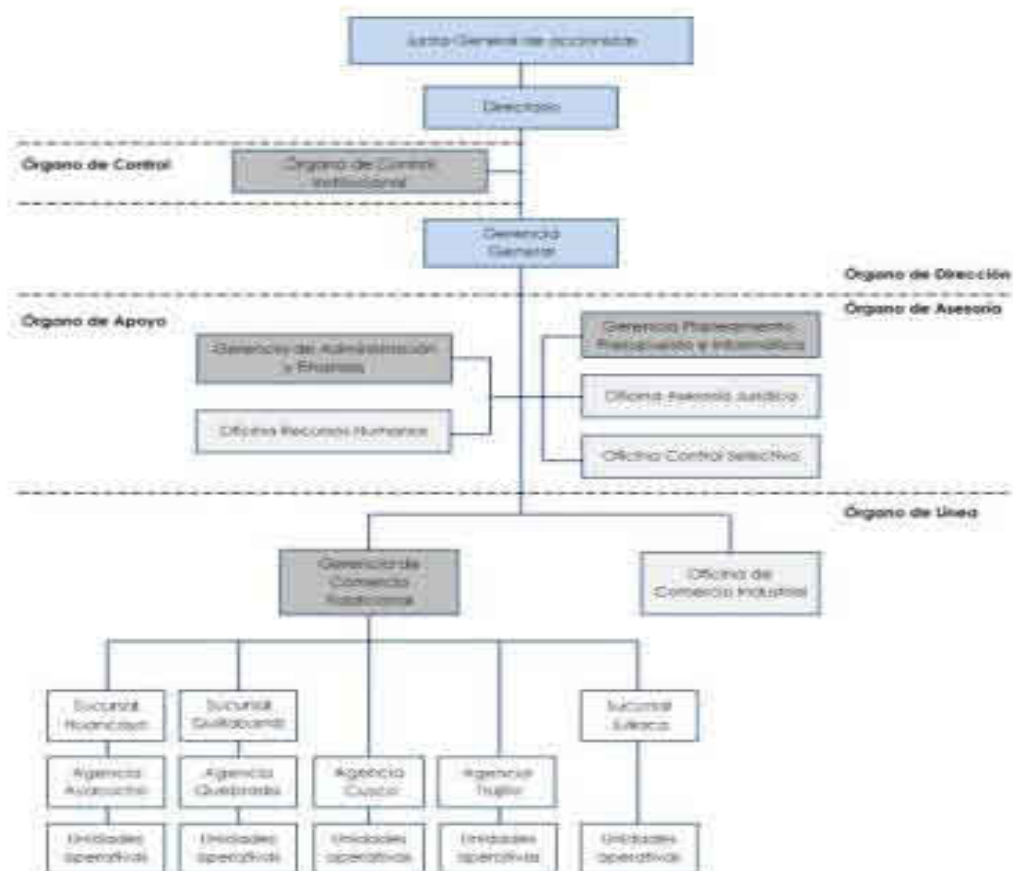 Junta General de accionistas
Directorio
Órgano de Control
Órgano de Control
Institucional
Gerencia
General
Órgano de Dirección
Órgano de Apoyo
Órgano de Asesoría
Gerencia de Administración
y Finanzas
Gerencia Planeamiento
Presupuesto e Informática
Oficina Asesoría Jurídica
Oficina Recursos Humanos
Oficina Control Selectivo
Órgano de Línea
Gerencia de
Comercio
Tradicional
Oficina de
Comercio Industrial
Sucursal
Huancayo
Sucursal
Quillabamba
Sucursal
Juliaca
Agencia
Ayacucho
Agencia
Quebrada
Agencia
Cusco
Agencia
Trujillo
Unidades
operativas
Unidades
operativas
Unidades
operativas
Unidades
operativas
Unidades
operativas